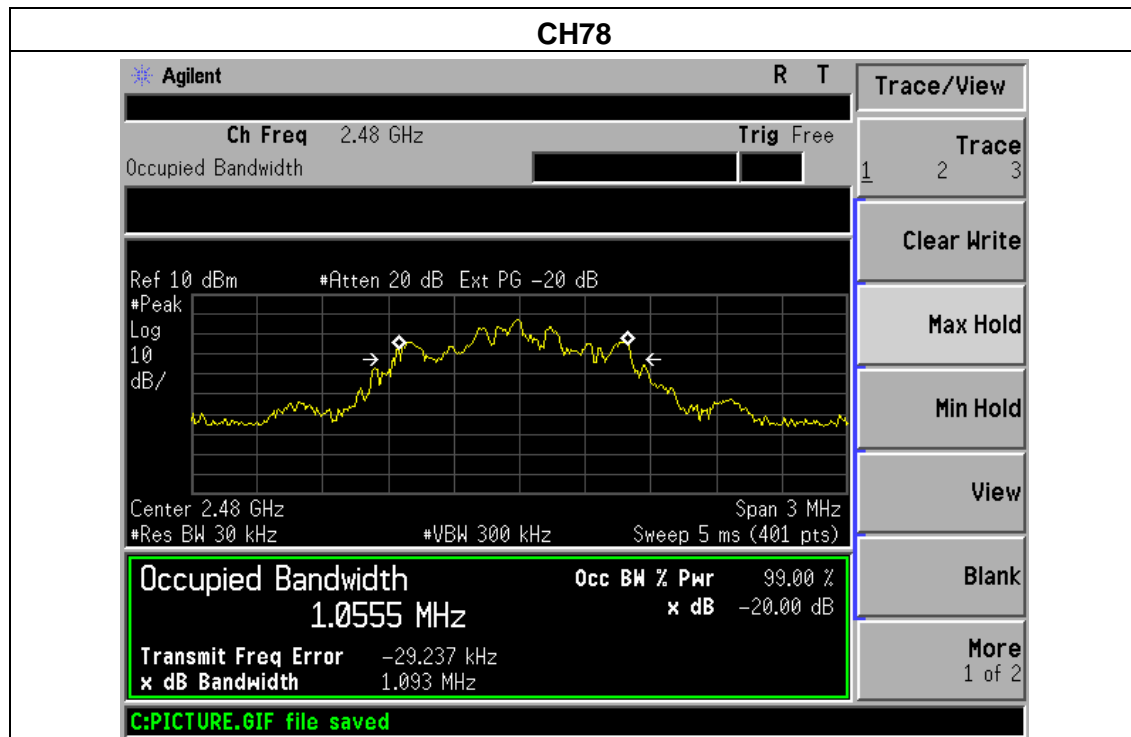 CH78
Agilent R T
Trace/View
Ch Freq 2.48 GHz Trig Free
Occupied Bandwidth
Trace
1 2 3
Clear Write
Max Hold
Min Hold
View
Blank
More
1 of 2
Ref 10 dBm #Atten 20 dB Ext PG -20 dB
#Peak
Log
10
dB/
Center 2.48 GHz Span 3 MHz
#Res BW 30 kHz #VBW 300 kHz Sweep 5 ms (401 pts)
Occupied Bandwidth Occ BW % Pwr 99.00 %
1.0555 MHz x dB -20.00 dB
Transmit Freq Error -29.237 kHz
x dB Bandwidth 1.093 MHz
C:PICTURE.GIF file saved